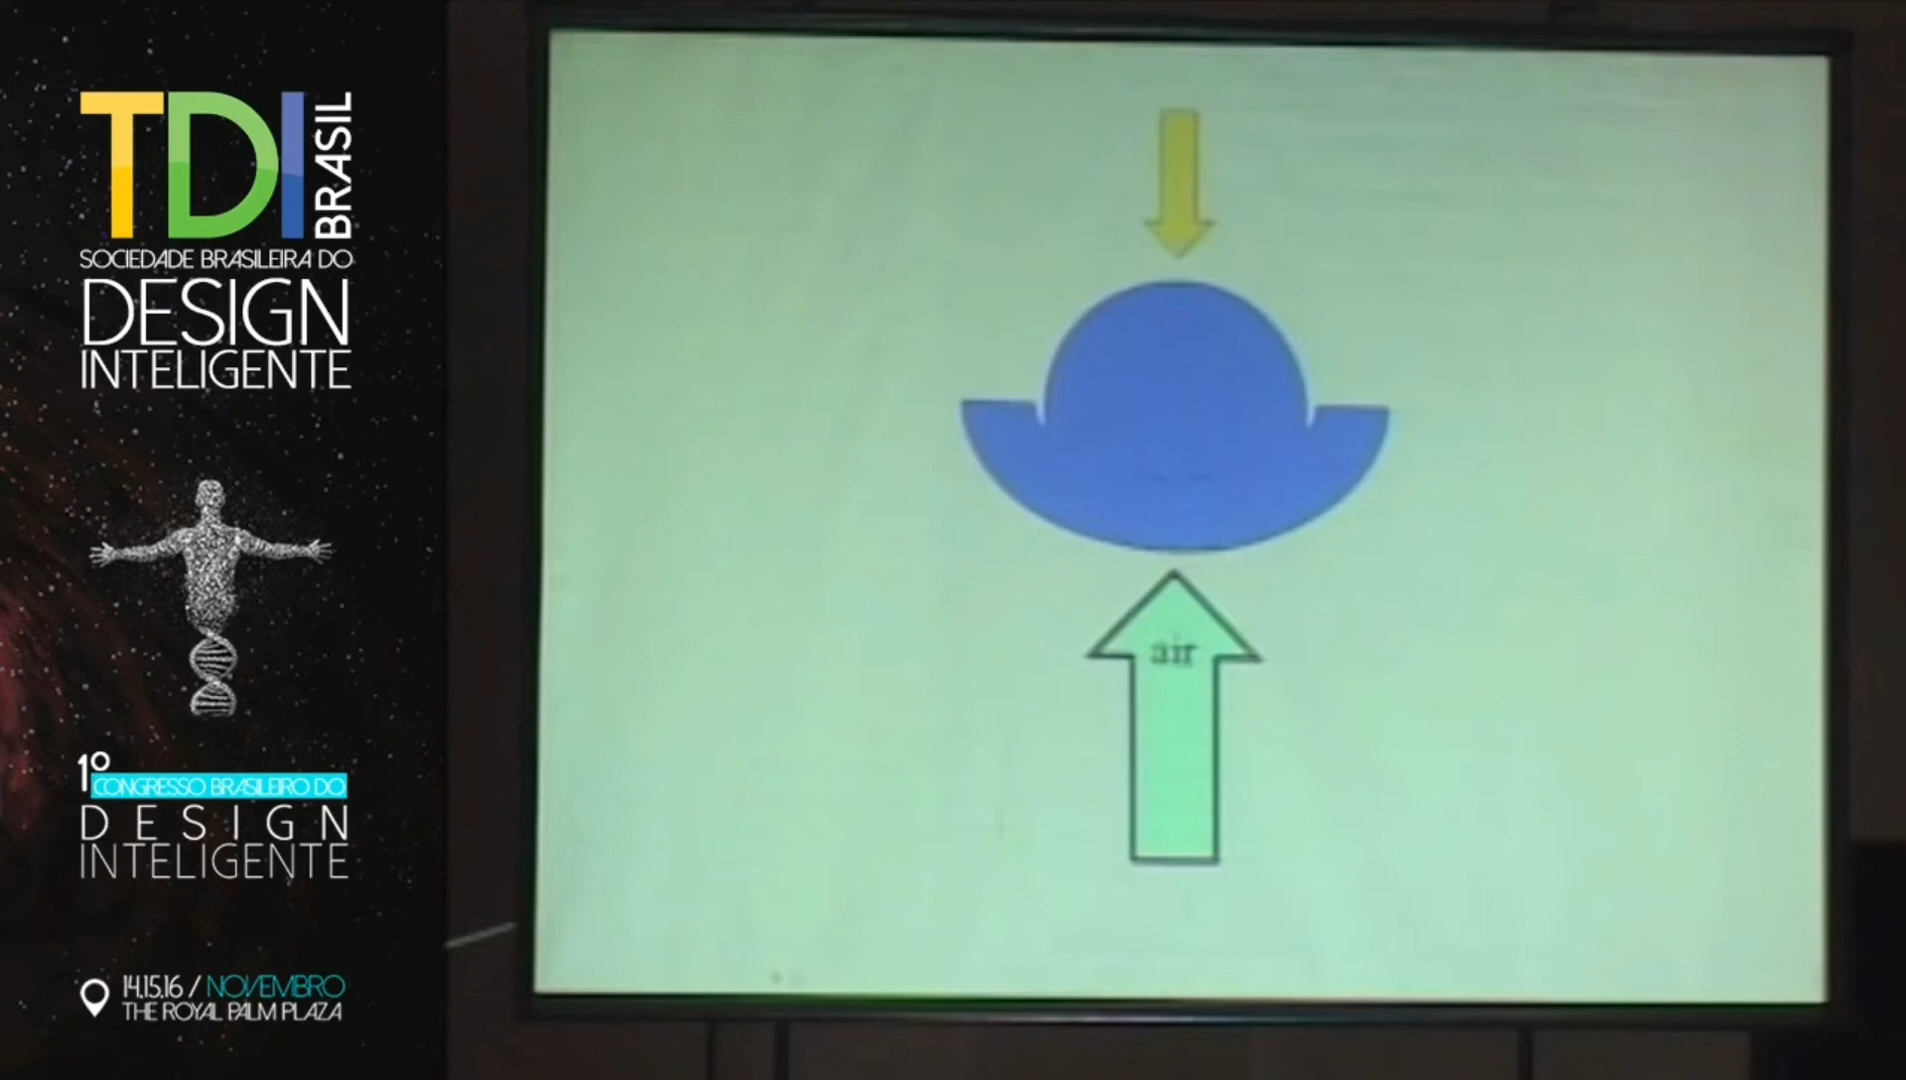 TDI BRASIL
SOCIEDADE BRASILEIRA DO
DESIGN
INTELIGENTE
1º
CONGRESSO BRASILEIRO DO
DESIGN
INTELIGENTE
14.15.16 / NOVEMBRO
THE ROYAL PALM PLAZA
air